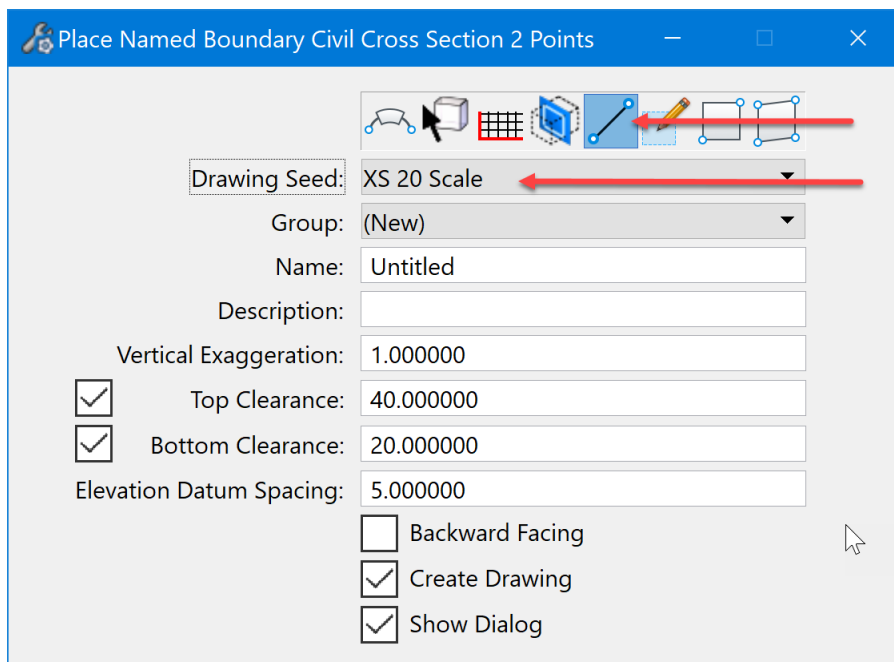 Place Named Boundary Civil Cross Section 2 Points
Drawing Seed: XS 20 Scale
Group: (New)
Name: Untitled
Description:
Vertical Exaggeration: 1.000000
Top Clearance: 40.000000
Bottom Clearance: 20.000000
Elevation Datum Spacing: 5.000000
Backward Facing
Create Drawing
Show Dialog